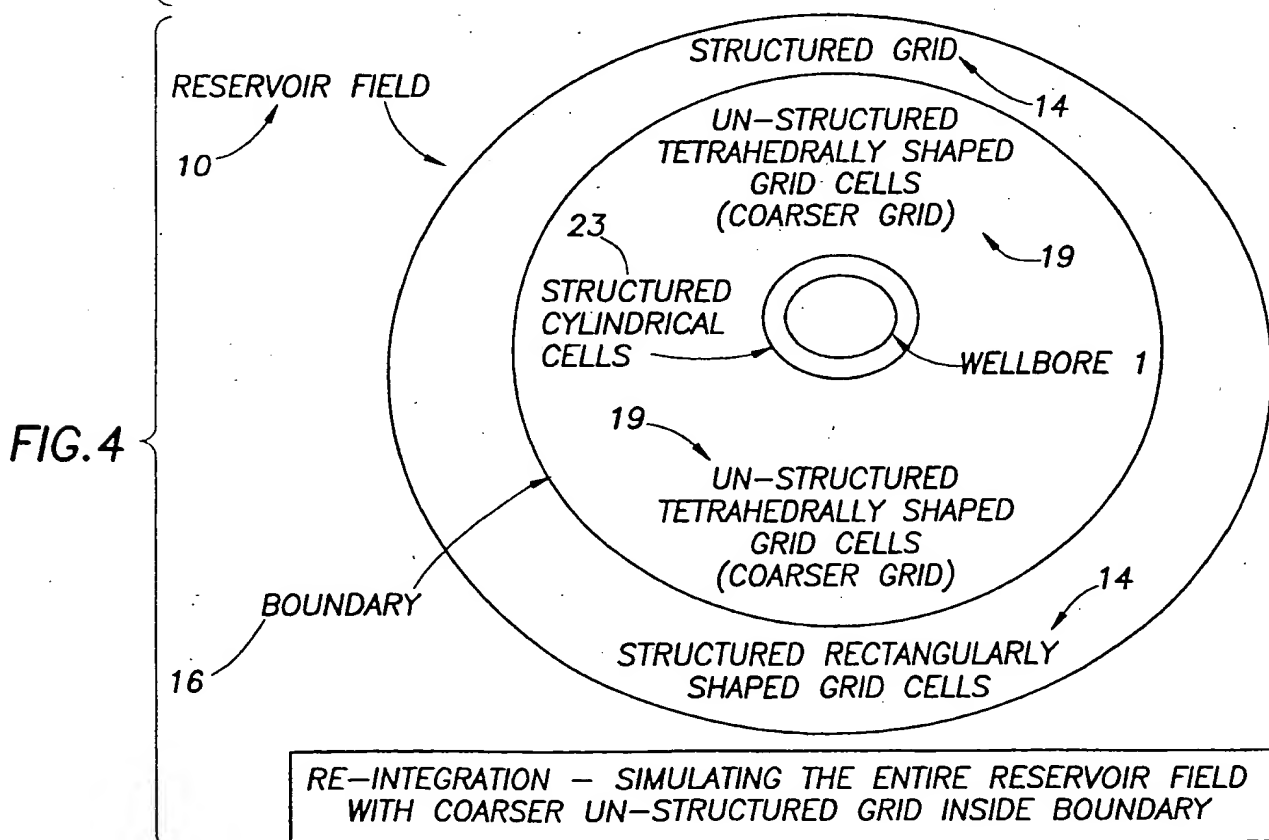 STRUCTURED GRID
14
RESERVOIR FIELD
10
UN-STRUCTURED
TETRAHEDRALLY SHAPED
GRID CELLS
(COARSER GRID)
19
23
STRUCTURED
CYLINDRICAL
CELLS
WELLBORE 1
FIG.4
19
UN-STRUCTURED
TETRAHEDRALLY SHAPED
GRID CELLS
(COARSER GRID)
BOUNDARY
16
14
STRUCTURED RECTANGULARLY
SHAPED GRID CELLS
RE-INTEGRATION - SIMULATING THE ENTIRE RESERVOIR FIELD
WITH COARSER UN-STRUCTURED GRID INSIDE BOUNDARY